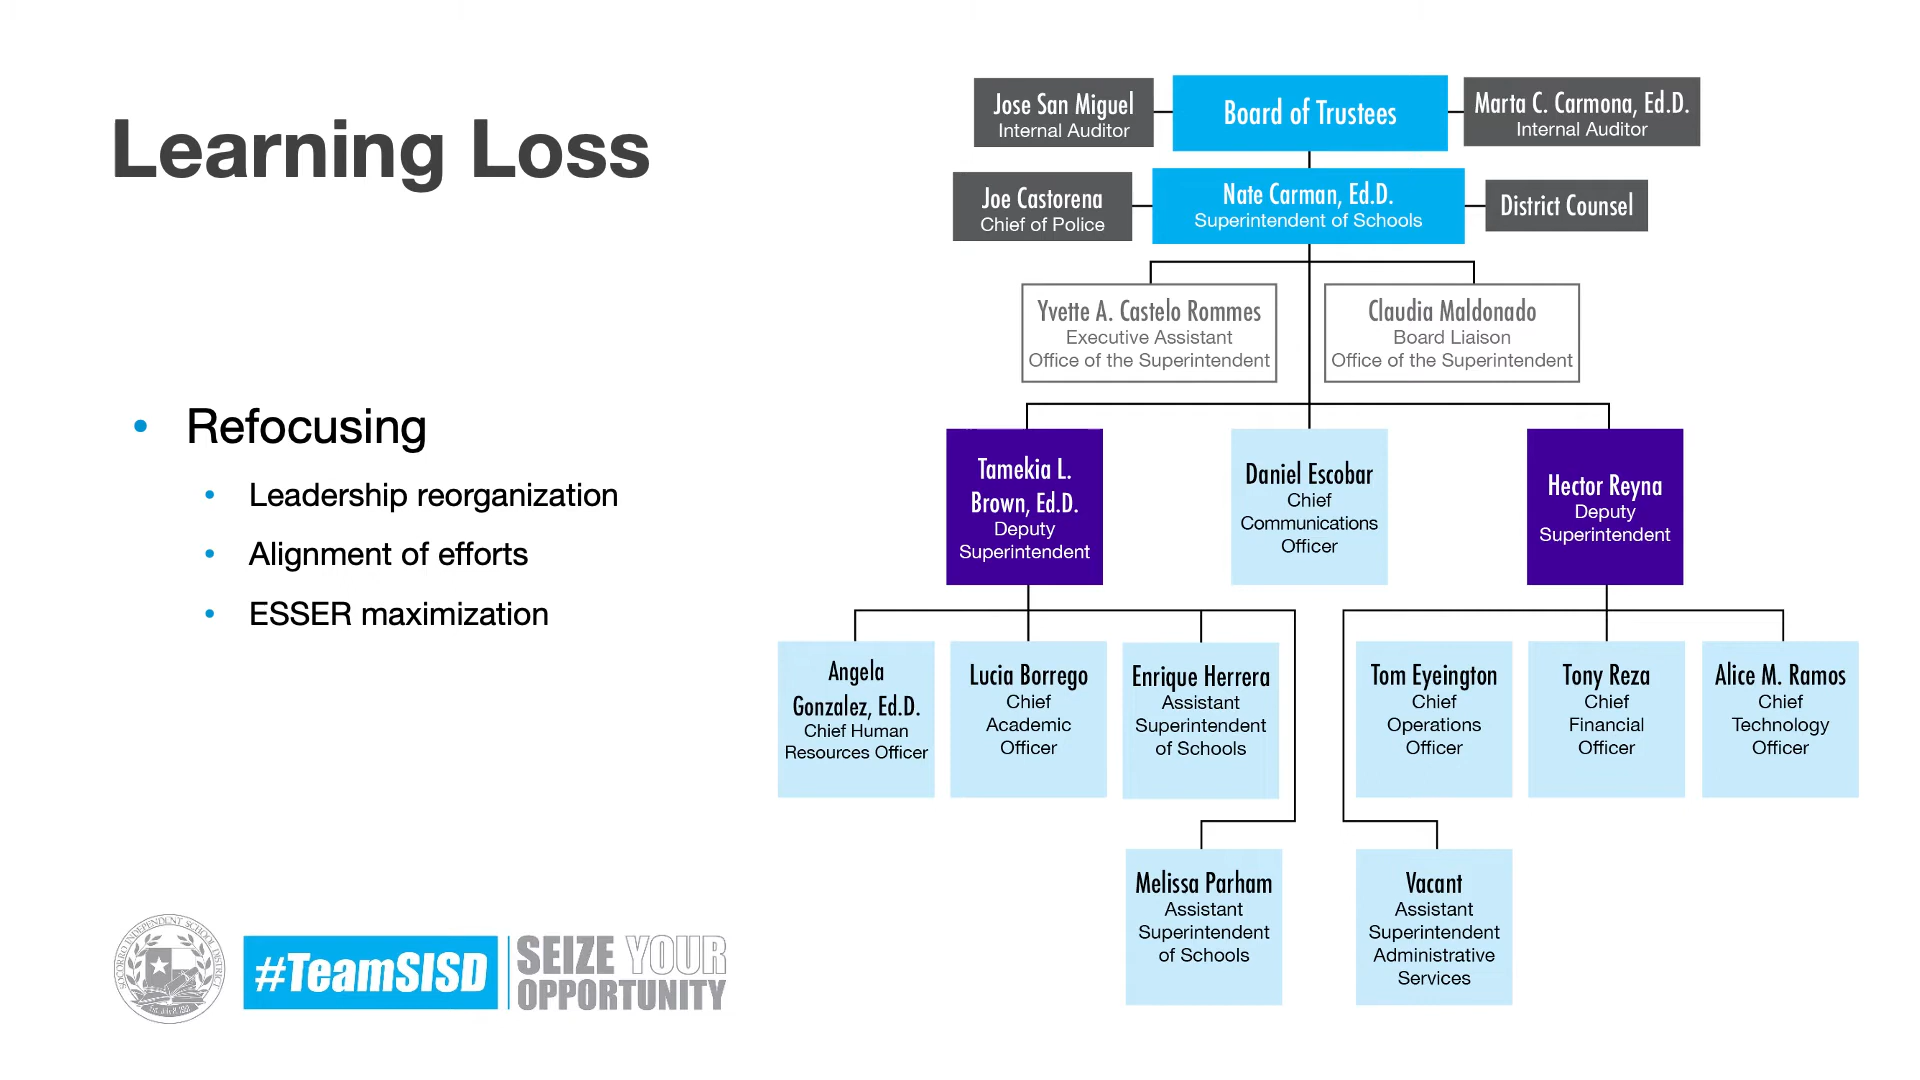 Learning Loss
• Refocusing
• Leadership reorganization
• Alignment of efforts
• ESSER maximization
Jose San Miguel
Internal Auditor
Board of Trustees
Marta C. Carmona, Ed.D.
Internal Auditor
Joe Castorena
Chief of Police
Nate Carman, Ed.D.
Superintendent of Schools
District Counsel
Yvette A. Castelo Rommes
Executive Assistant
Office of the Superintendent
Claudia Maldonado
Board Liaison
Office of the Superintendent
Tamekia L.
Brown, Ed.D.
Deputy
Superintendent
Daniel Escobar
Chief
Communications
Officer
Hector Reyna
Deputy
Superintendent
Angela
Gonzalez, Ed.D.
Chief Human
Resources Officer
Lucia Borrego
Chief
Academic
Officer
Enrique Herrera
Assistant
Superintendent
of Schools
Tom Eyeington
Chief
Operations
Officer
Tony Reza
Chief
Financial
Officer
Alice M. Ramos
Chief
Technology
Officer
Melissa Parham
Assistant
Superintendent
of Schools
Vacant
Assistant
Superintendent
Administrative
Services
SOCORRO INDEPENDENT SCHOOL DISTRICT
#TeamSISD
SEIZE YOUR
OPPORTUNITY